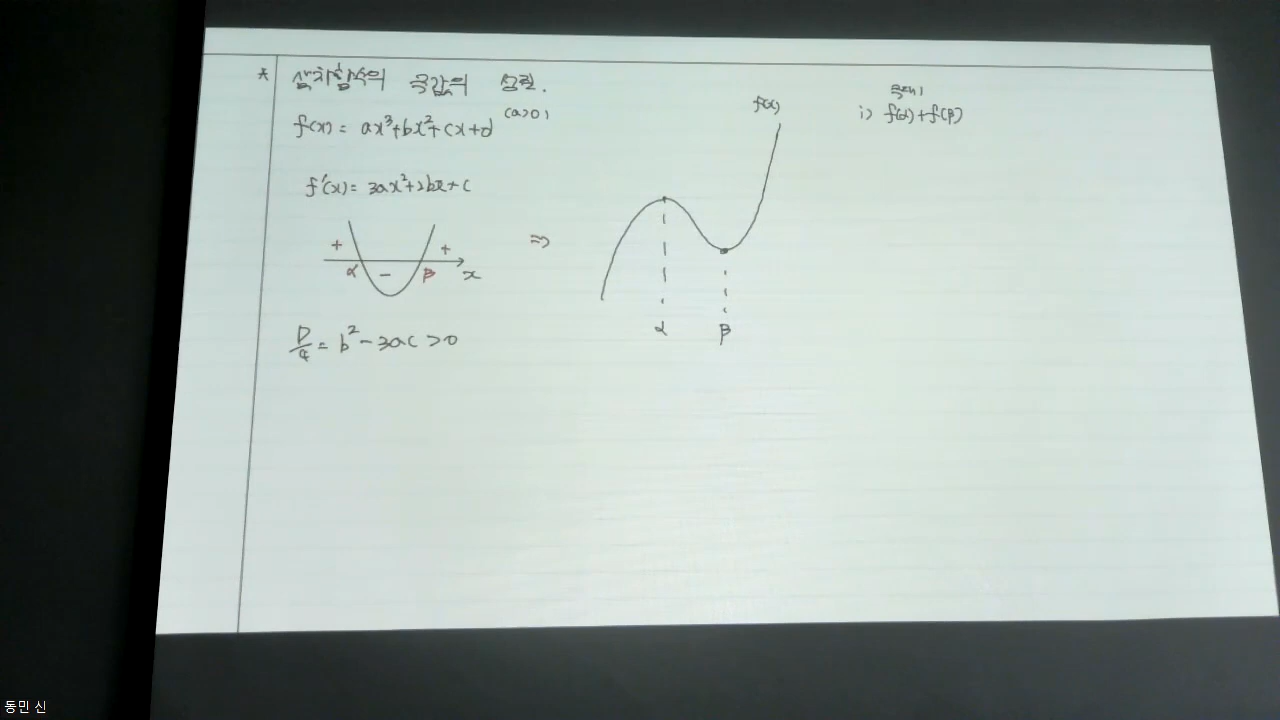 * 삼차함수의 극값의 성질.
f(x) = ax³+bx²+cx+d (a>0)
f'(x) = 3ax²+2bx+c
+ - +
α β x
D/4 = b² - 3ac > 0
⇒
f(x)
α β
i) f(α)+f(β)
동민 신